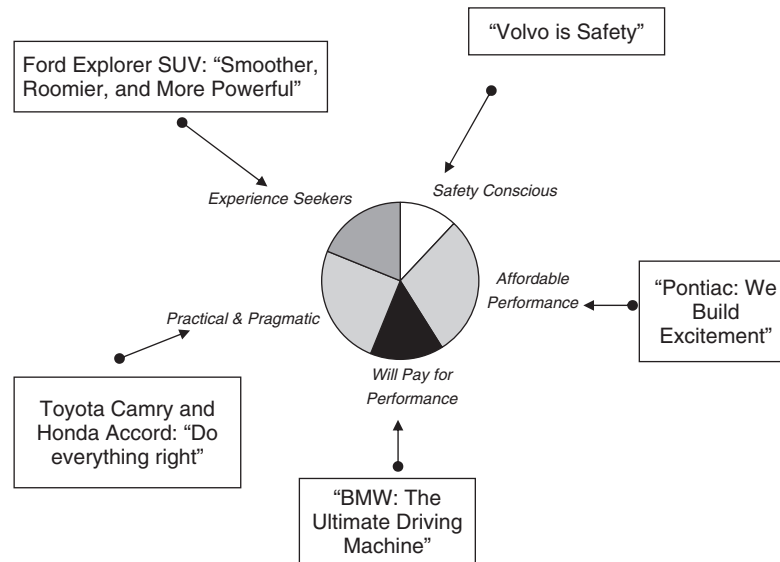 “Volvo is Safety”
Ford Explorer SUV: “Smoother,
Roomier, and More Powerful”
Experience Seekers
Safety Conscious
Affordable
Performance
“Pontiac: We
Build
Excitement”
Practical & Pragmatic
Will Pay for
Performance
Toyota Camry and
Honda Accord: “Do
everything right”
“BMW: The
Ultimate Driving
Machine”